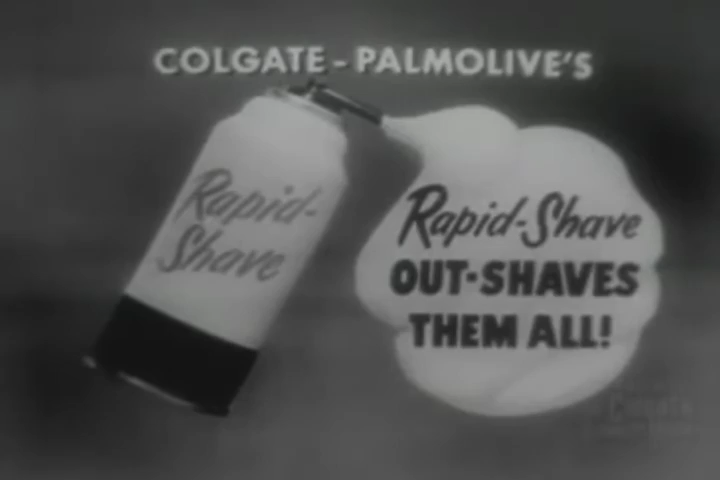 COLGATE-PALMOLIVE'S
Rapid-
Shave
Rapid-Shave
OUT-SHAVES
THEM ALL!